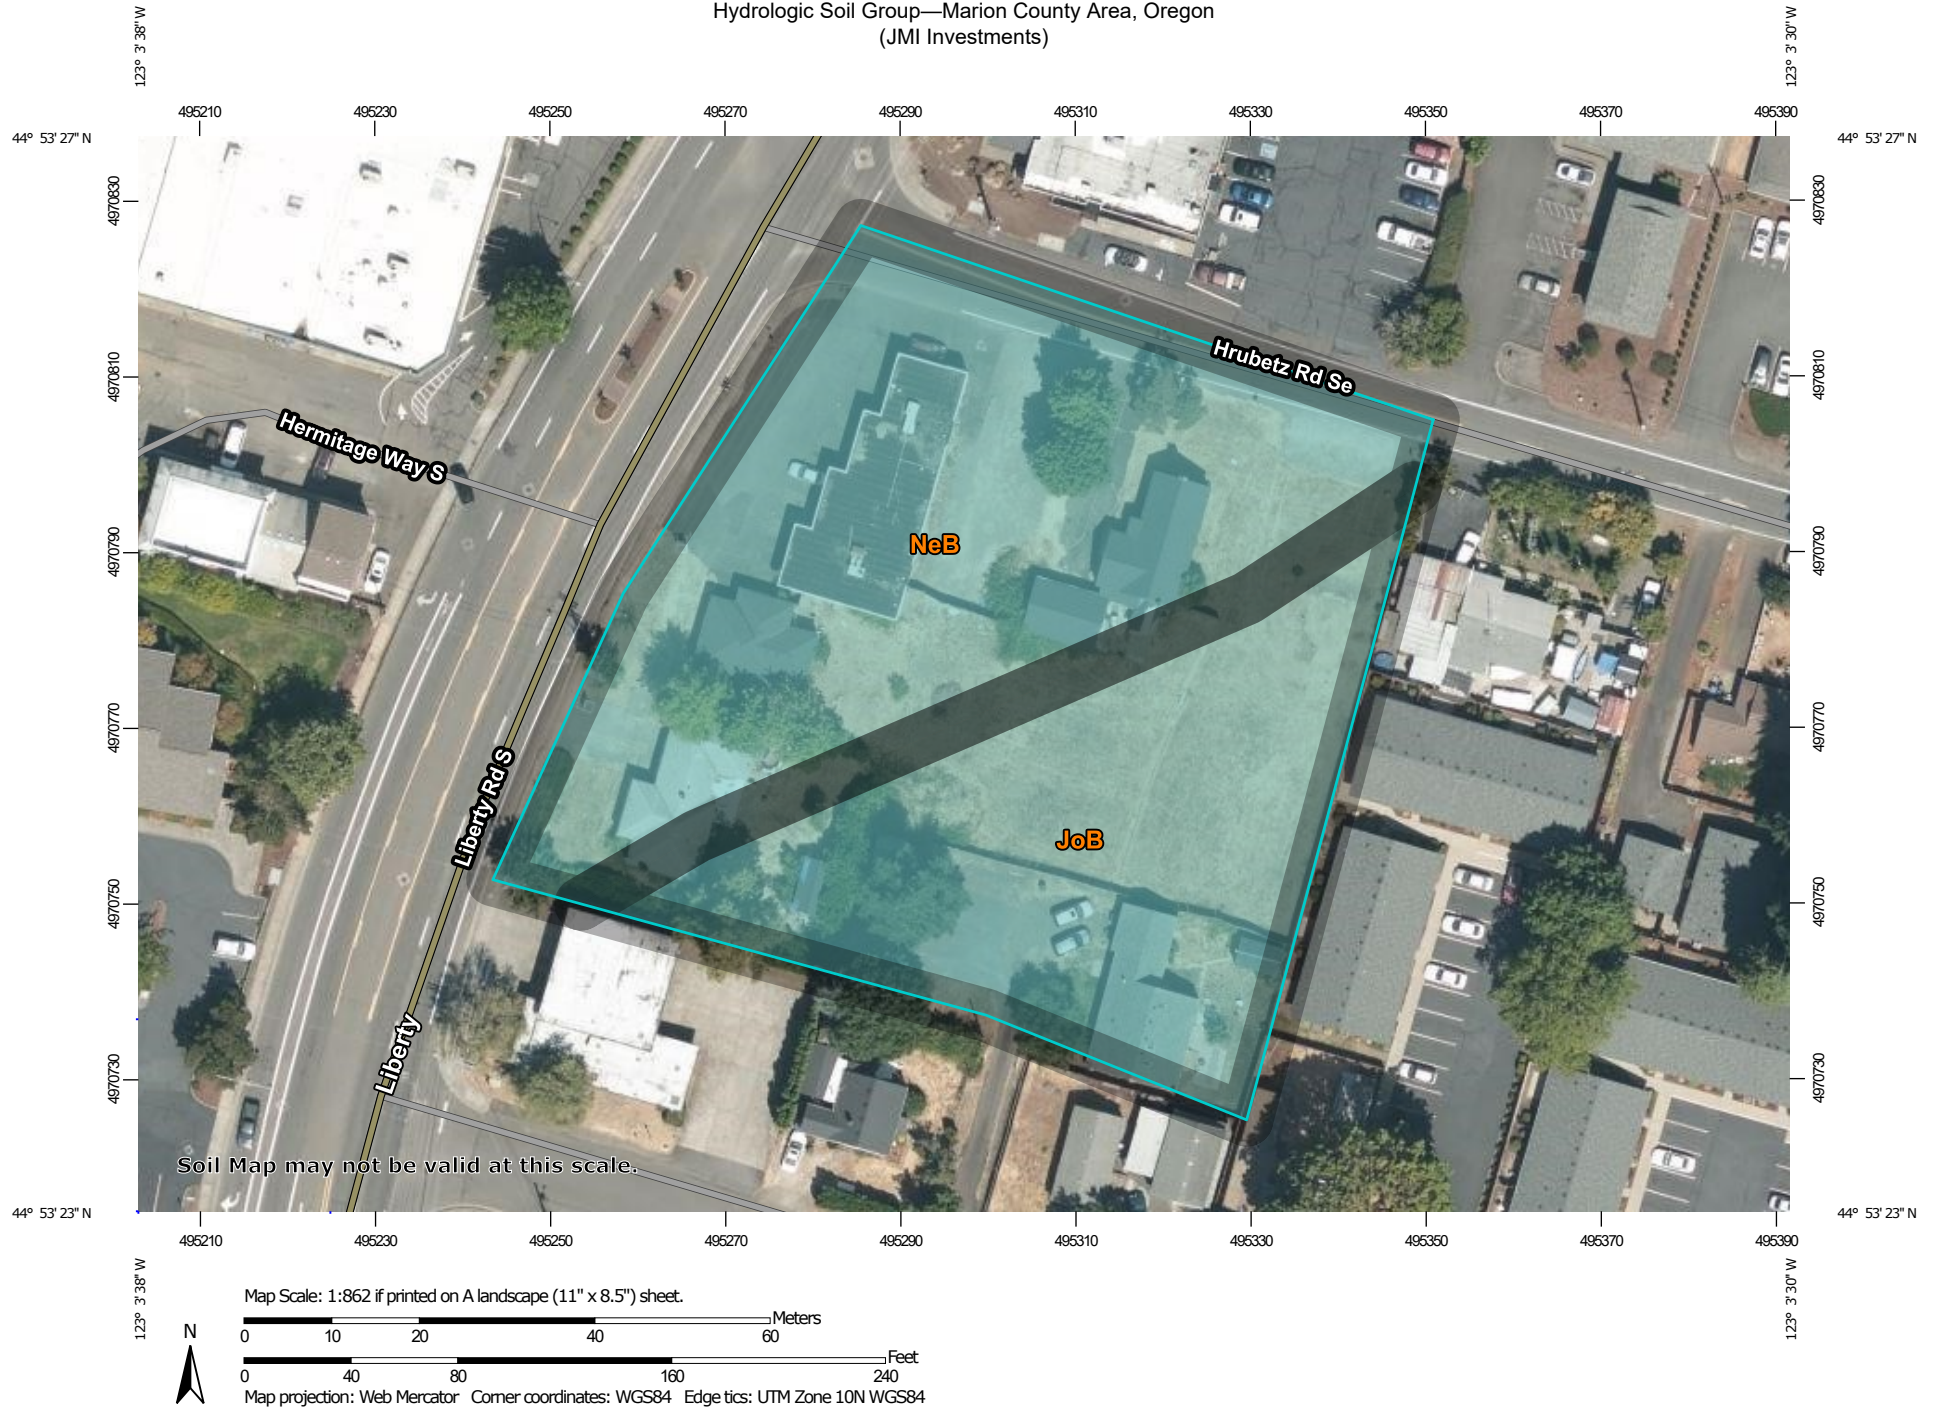 Hydrologic Soil Group—Marion County Area, Oregon
(JMI Investments)
123° 3' 38" W
123° 3' 30" W
495210 495230 495250 495270 495290 495310 495330 495350 495370 495390
44° 53' 27" N
44° 53' 27" N
4970830
4970830
Hrubetz Rd Se
4970810
4970810
Hermitage Way S
NeB
4970790
4970790
4970770
4970770
Liberty Rd S
JoB
4970750
4970750
Liberty
4970730
4970730
Soil Map may not be valid at this scale.
44° 53' 23" N
44° 53' 23" N
495210 495230 495250 495270 495290 495310 495330 495350 495370 495390
123° 3' 38" W
123° 3' 30" W
Map Scale: 1:862 if printed on A landscape (11" x 8.5") sheet.
Meters
0 10 20 40 60
N
Feet
0 40 80 160 240
Map projection: Web Mercator Corner coordinates: WGS84 Edge tics: UTM Zone 10N WGS84